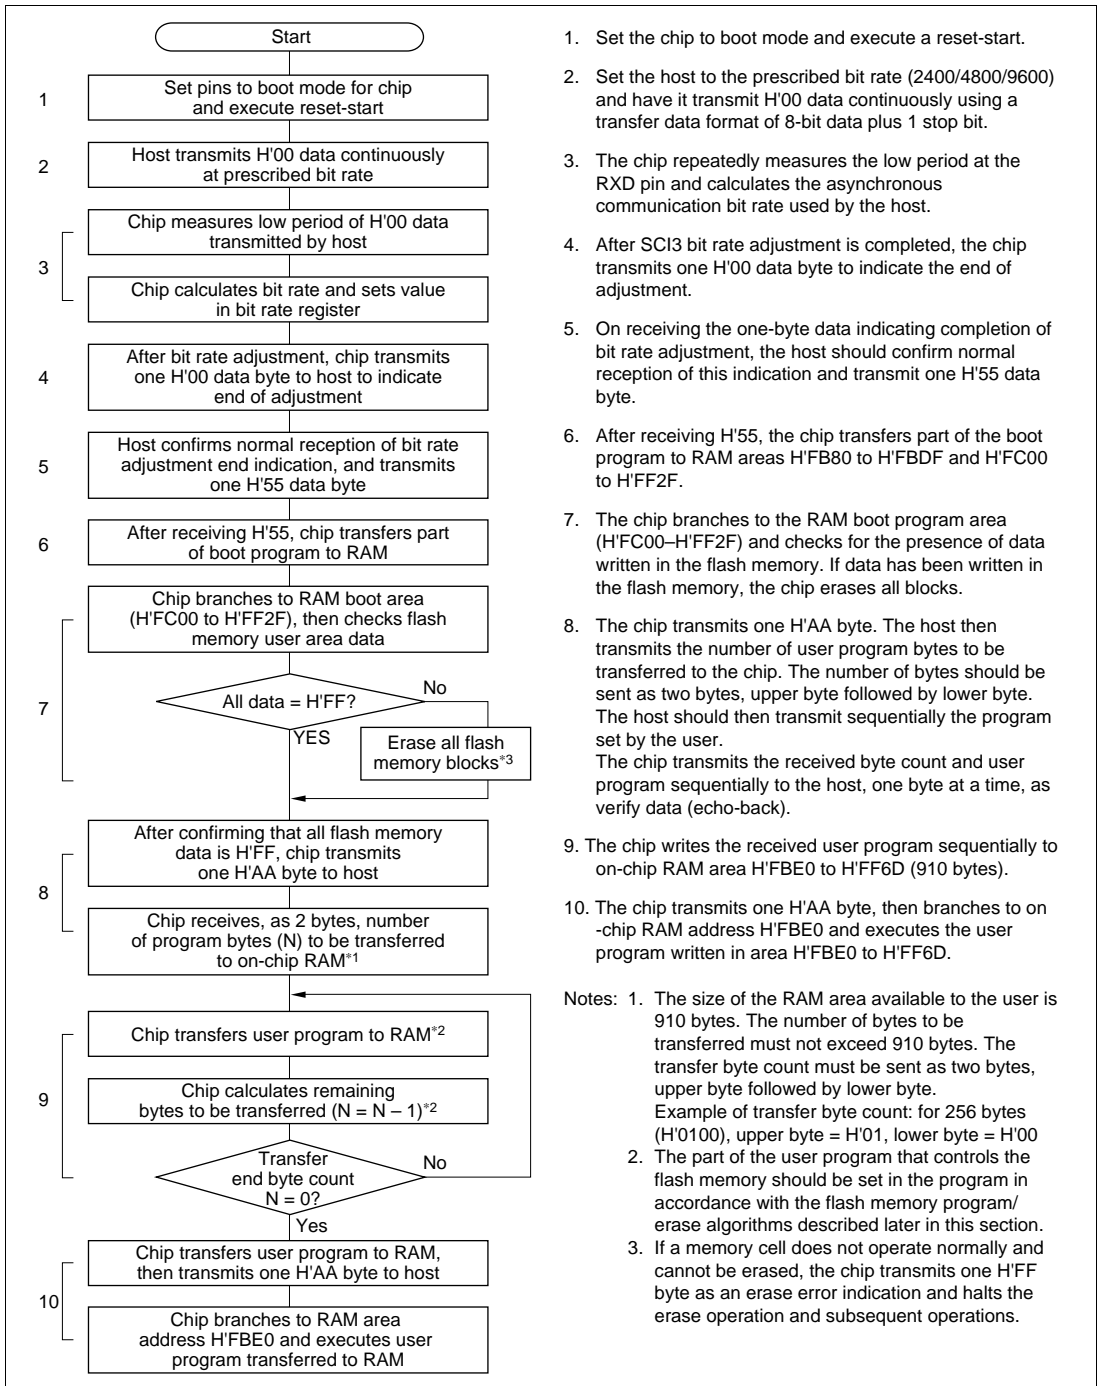 Start
1
Set pins to boot mode for chip
and execute reset-start
2
Host transmits H'00 data continuously
at prescribed bit rate
3
Chip measures low period of H'00 data
transmitted by host
Chip calculates bit rate and sets value
in bit rate register
4
After bit rate adjustment, chip transmits
one H'00 data byte to host to indicate
end of adjustment
5
Host confirms normal reception of bit rate
adjustment end indication, and transmits
one H'55 data byte
6
After receiving H'55, chip transfers part
of boot program to RAM
7
Chip branches to RAM boot area
(H'FC00 to H'FF2F), then checks flash
memory user area data
All data = H'FF?
No
YES
Erase all flash
memory blocks*3
8
After confirming that all flash memory
data is H'FF, chip transmits
one H'AA byte to host
Chip receives, as 2 bytes, number
of program bytes (N) to be transferred
to on-chip RAM*1
9
Chip transfers user program to RAM*2
Chip calculates remaining
bytes to be transferred (N = N – 1)*2
Transfer
end byte count
N = 0?
No
Yes
10
Chip transfers user program to RAM,
then transmits one H'AA byte to host
Chip branches to RAM area
address H'FBE0 and executes user
program transferred to RAM
1. Set the chip to boot mode and execute a reset-start.
2. Set the host to the prescribed bit rate (2400/4800/9600)
and have it transmit H'00 data continuously using a
transfer data format of 8-bit data plus 1 stop bit.
3. The chip repeatedly measures the low period at the
RXD pin and calculates the asynchronous
communication bit rate used by the host.
4. After SCI3 bit rate adjustment is completed, the chip
transmits one H'00 data byte to indicate the end of
adjustment.
5. On receiving the one-byte data indicating completion of
bit rate adjustment, the host should confirm normal
reception of this indication and transmit one H'55 data
byte.
6. After receiving H'55, the chip transfers part of the boot
program to RAM areas H'FB80 to H'FBDF and H'FC00
to H'FF2F.
7. The chip branches to the RAM boot program area
(H'FC00–H'FF2F) and checks for the presence of data
written in the flash memory. If data has been written in
the flash memory, the chip erases all blocks.
8. The chip transmits one H'AA byte. The host then
transmits the number of user program bytes to be
transferred to the chip. The number of bytes should be
sent as two bytes, upper byte followed by lower byte.
The host should then transmit sequentially the program
set by the user.
The chip transmits the received byte count and user
program sequentially to the host, one byte at a time, as
verify data (echo-back).
9. The chip writes the received user program sequentially to
on-chip RAM area H'FBE0 to H'FF6D (910 bytes).
10. The chip transmits one H'AA byte, then branches to on
-chip RAM address H'FBE0 and executes the user
program written in area H'FBE0 to H'FF6D.
Notes: 1. The size of the RAM area available to the user is
910 bytes. The number of bytes to be
transferred must not exceed 910 bytes. The
transfer byte count must be sent as two bytes,
upper byte followed by lower byte.
Example of transfer byte count: for 256 bytes
(H'0100), upper byte = H'01, lower byte = H'00
2. The part of the user program that controls the
flash memory should be set in the program in
accordance with the flash memory program/
erase algorithms described later in this section.
3. If a memory cell does not operate normally and
cannot be erased, the chip transmits one H'FF
byte as an erase error indication and halts the
erase operation and subsequent operations.